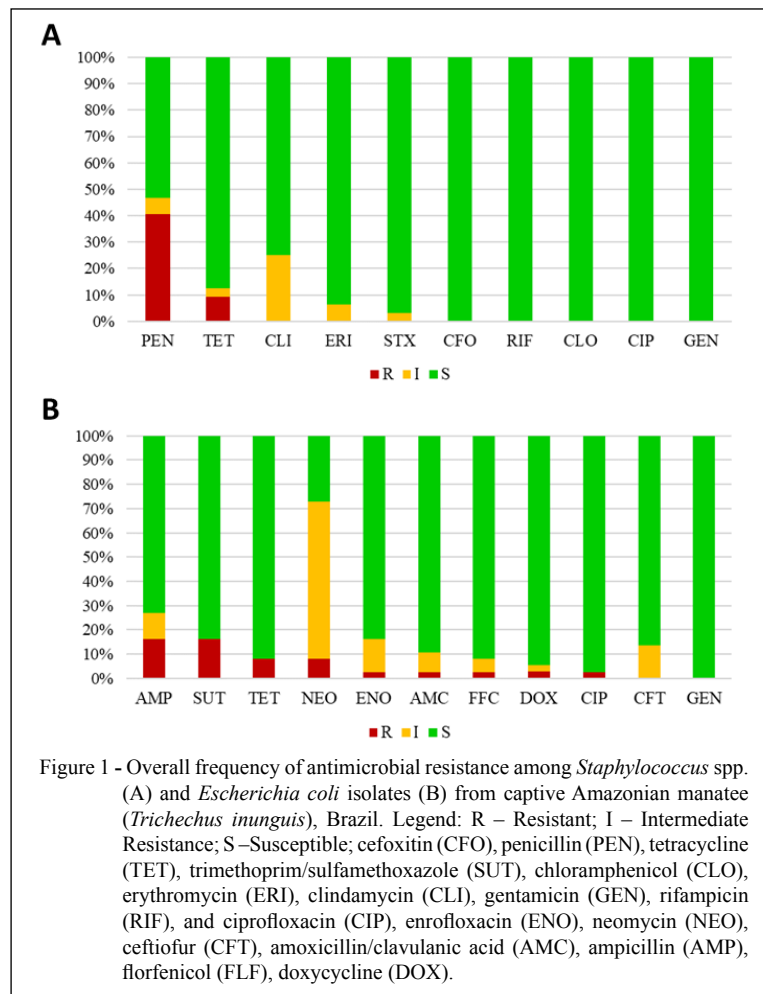 A
100%
90%
80%
70%
60%
50%
40%
30%
20%
10%
0%
PEN TET CLI ERI STX CFO RIF CLO CIP GEN
R I S
B
100%
90%
80%
70%
60%
50%
40%
30%
20%
10%
0%
AMP SUT TET NEO ENO AMC FFC DOX CIP CFT GEN
R I S
Figure 1 - Overall frequency of antimicrobial resistance among Staphylococcus spp.
(A) and Escherichia coli isolates (B) from captive Amazonian manatee
(Trichechus inunguis), Brazil. Legend: R – Resistant; I – Intermediate
Resistance; S –Susceptible; cefoxitin (CFO), penicillin (PEN), tetracycline
(TET), trimethoprim/sulfamethoxazole (SUT), chloramphenicol (CLO),
erythromycin (ERI), clindamycin (CLI), gentamicin (GEN), rifampicin
(RIF), and ciprofloxacin (CIP), enrofloxacin (ENO), neomycin (NEO),
ceftiofur (CFT), amoxicillin/clavulanic acid (AMC), ampicillin (AMP),
florfenicol (FLF), doxycycline (DOX).